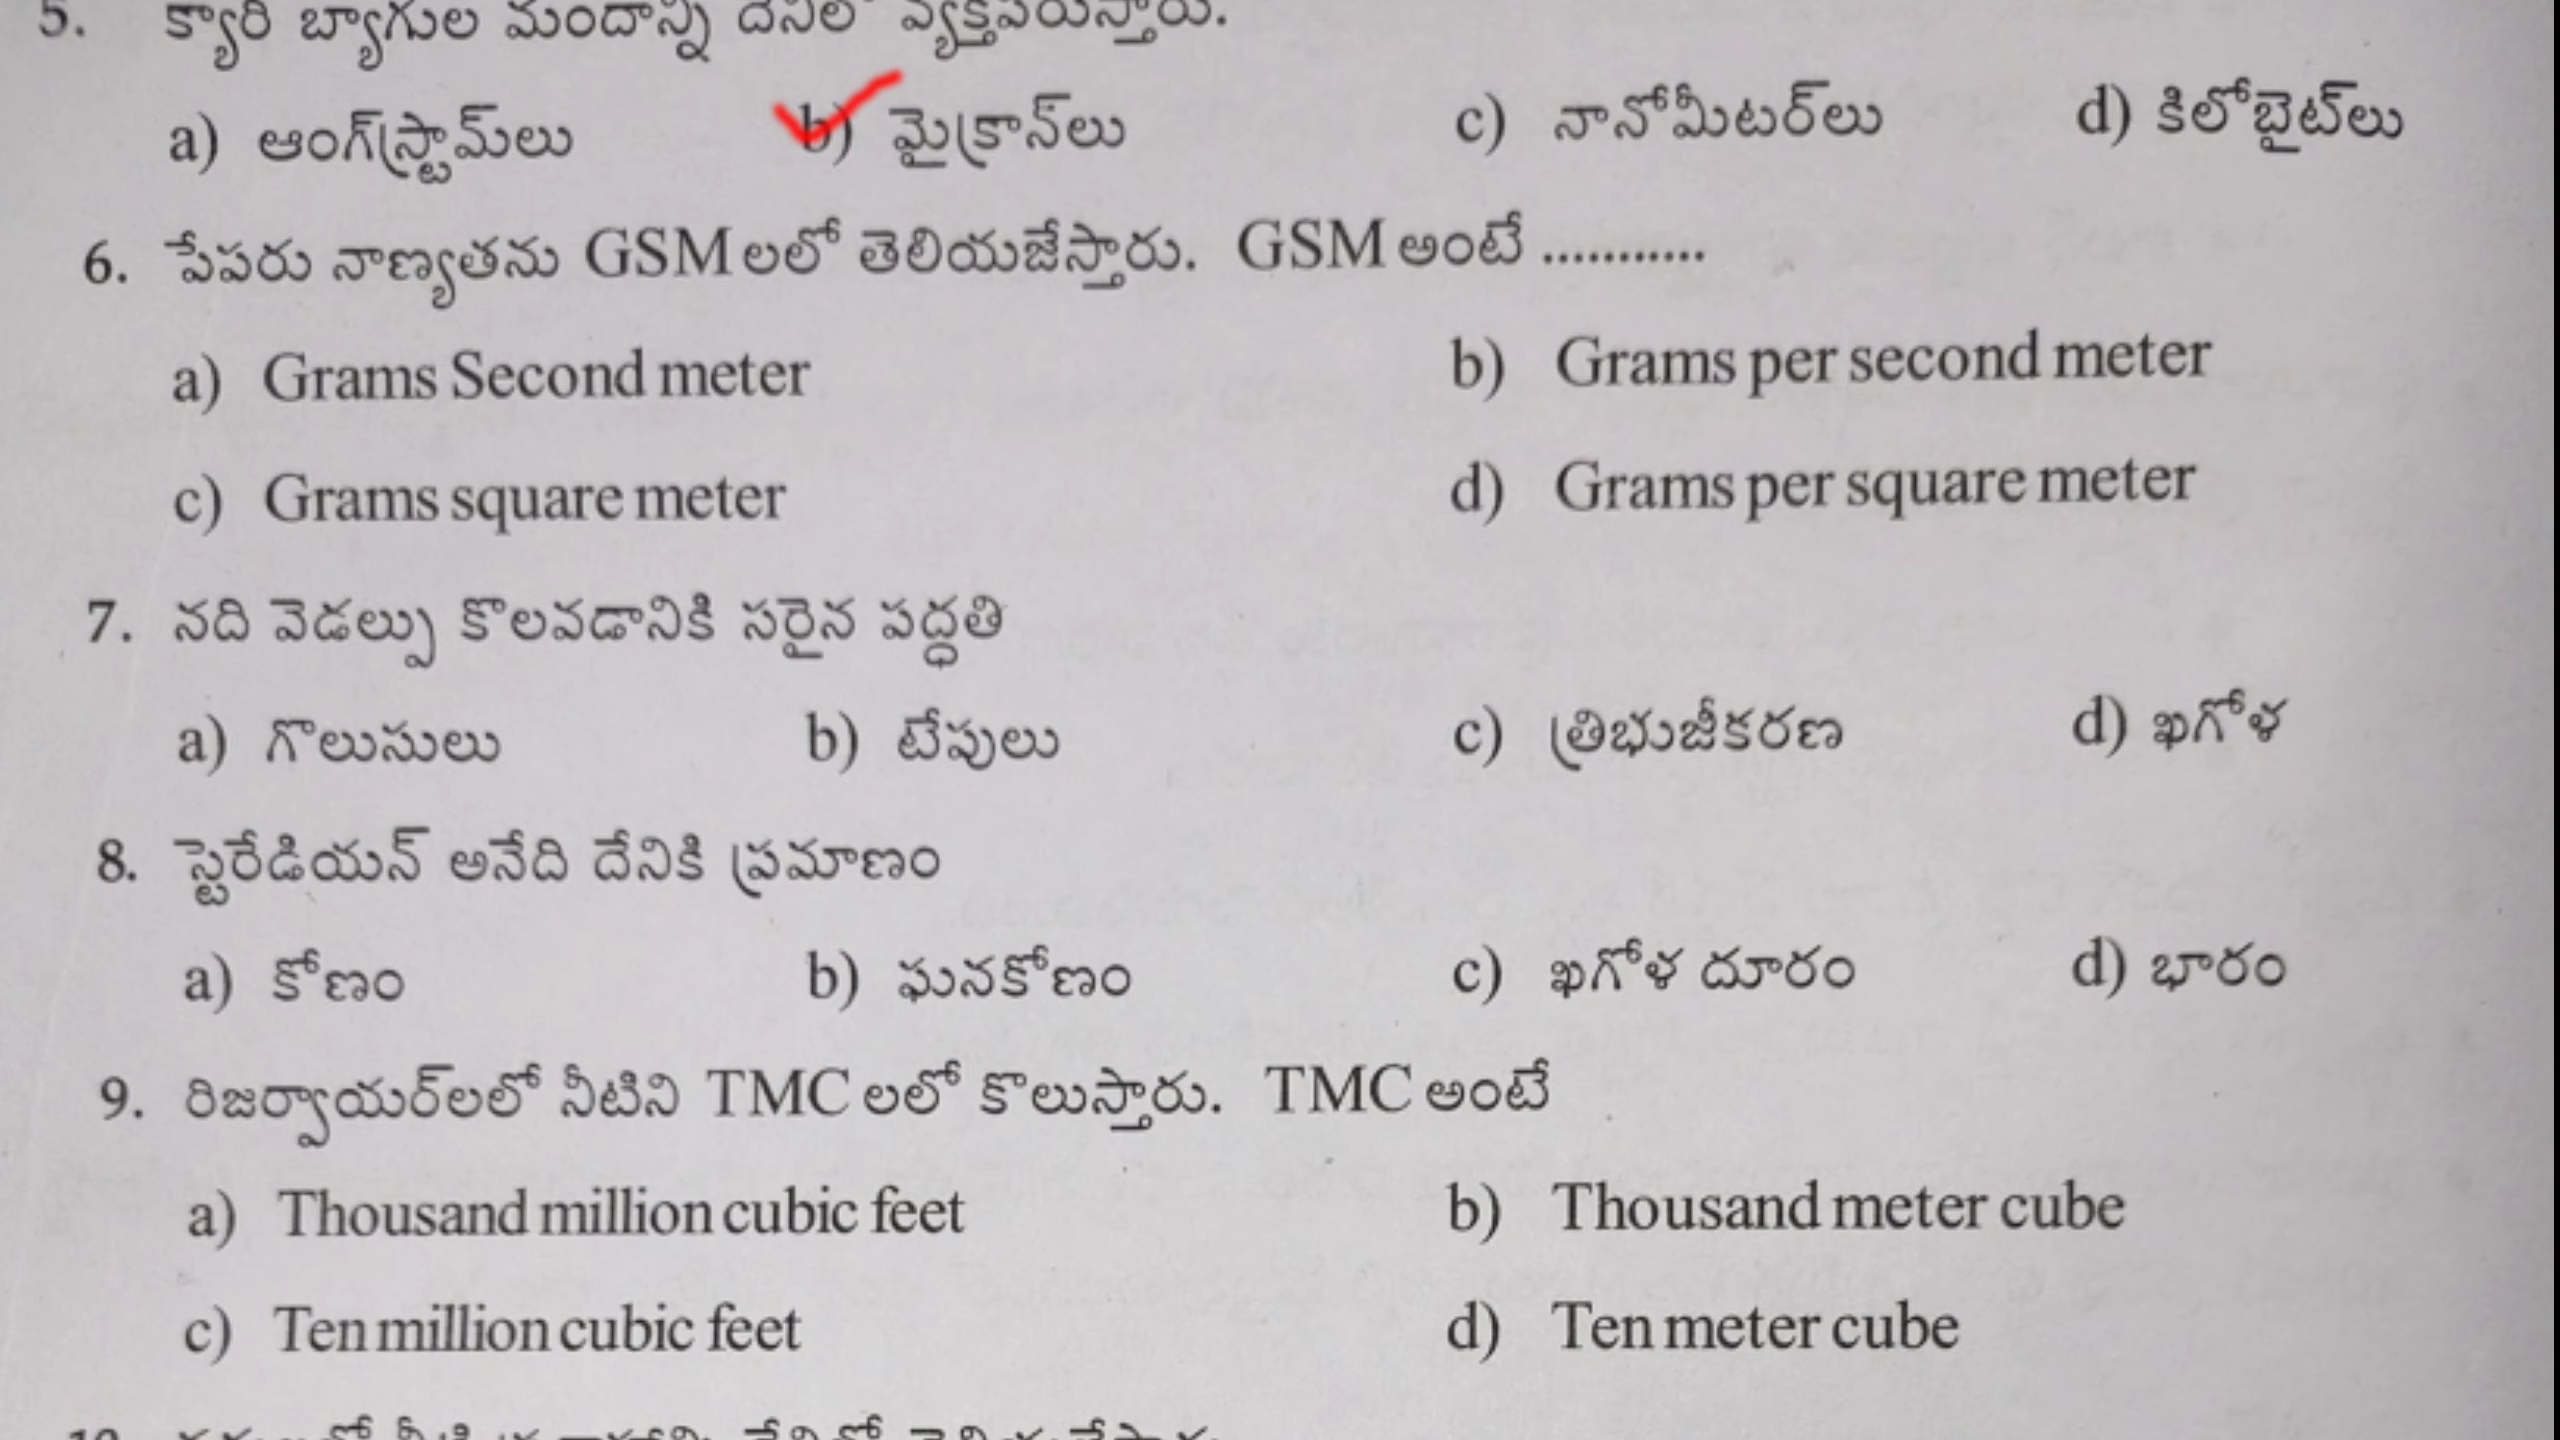 5. క్యారీ బ్యాగుల మందాన్ని దేనిలో వ్యక్తపరుస్తారు.
a) ఆంగ్‌స్ట్రామ్‌లు b) మైక్రాన్‌లు c) నానోమీటర్‌లు d) కిలోబైట్‌లు
6. పేపరు నాణ్యతను GSM లలో తెలియజేస్తారు. GSM అంటే ...........
a) Grams Second meter b) Grams per second meter
c) Grams square meter d) Grams per square meter
7. నది వెడల్పు కొలవడానికి సరైన పద్ధతి
a) గొలుసులు b) టేపులు c) త్రిభుజీకరణ d) ఖగోళ
8. స్టెరేడియన్ అనేది దేనికి ప్రమాణం
a) కోణం b) ఘనకోణం c) ఖగోళ దూరం d) భారం
9. రిజర్వాయర్‌లలో నీటిని TMC లలో కొలుస్తారు. TMC అంటే
a) Thousand million cubic feet b) Thousand meter cube
c) Ten million cubic feet d) Ten meter cube